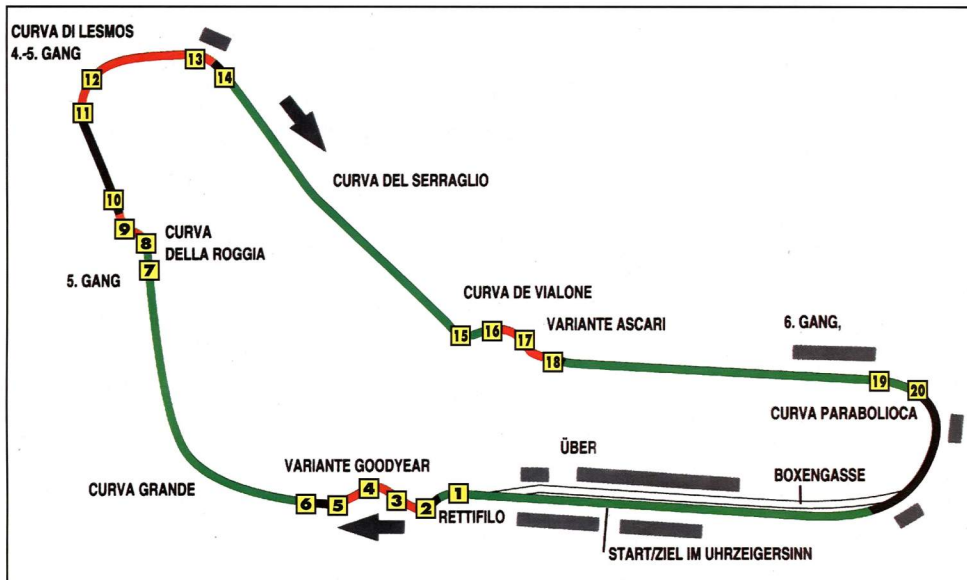 CURVA DI LESMOS
4.-5. GANG
13
12
14
11
CURVA DEL SERRAGLIO
10
9
8
CURVA
DELLA ROGGIA
7
5. GANG
CURVA DE VIALONE
15
16
17
18
VARIANTE ASCARI
6. GANG,
19
20
CURVA PARABOLIOCA
ÜBER
VARIANTE GOODYEAR
BOXENGASSE
CURVA GRANDE
6
5
4
3
2
1
RETTIFILO
START/ZIEL IM UHRZEIGERSINN